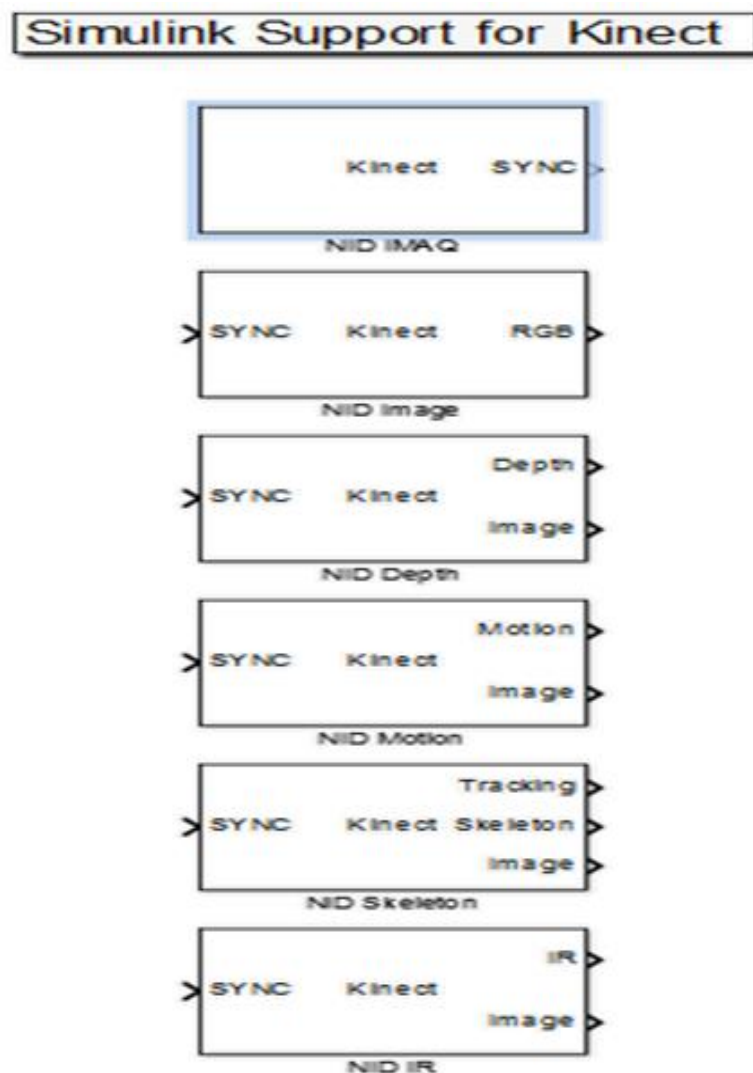 Simulink Support for Kinect
Kinect SYNC
NID IMAQ
SYNC Kinect RGB
NID Image
Depth
SYNC Kinect
Image
NID Depth
Motion
SYNC Kinect
Image
NID Motion
Tracking
SYNC Kinect Skeleton
Image
NID Skeleton
IR
SYNC Kinect
Image
NID IR